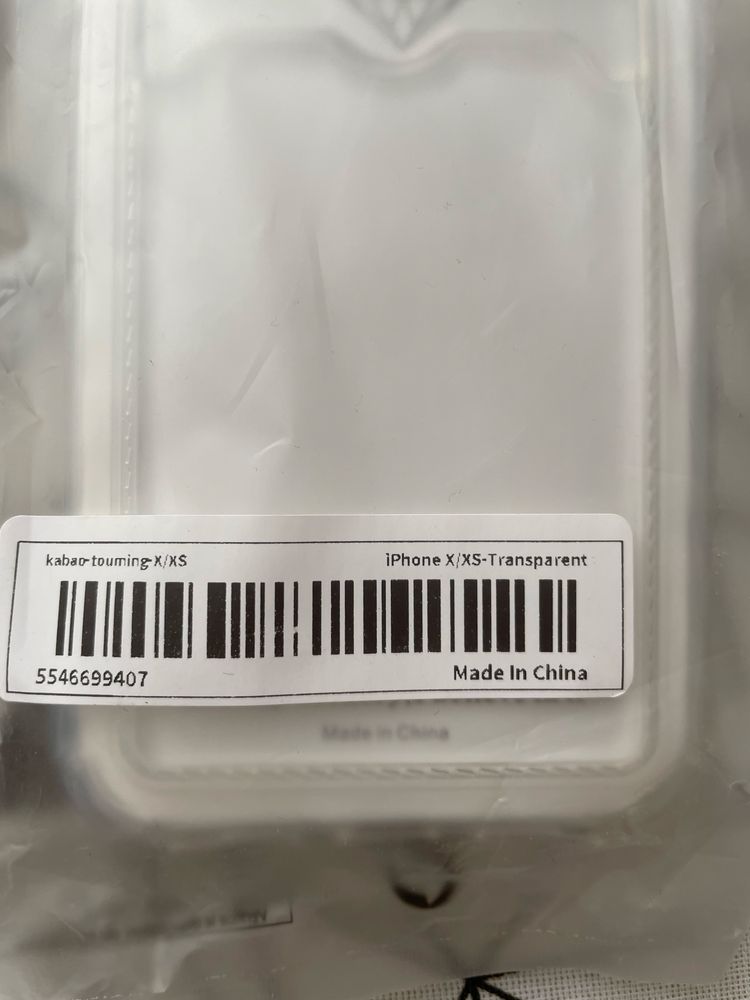 kabao-touming-X/XS
iPhone X/XS-Transparent
5546699407
Made In China
Made in China